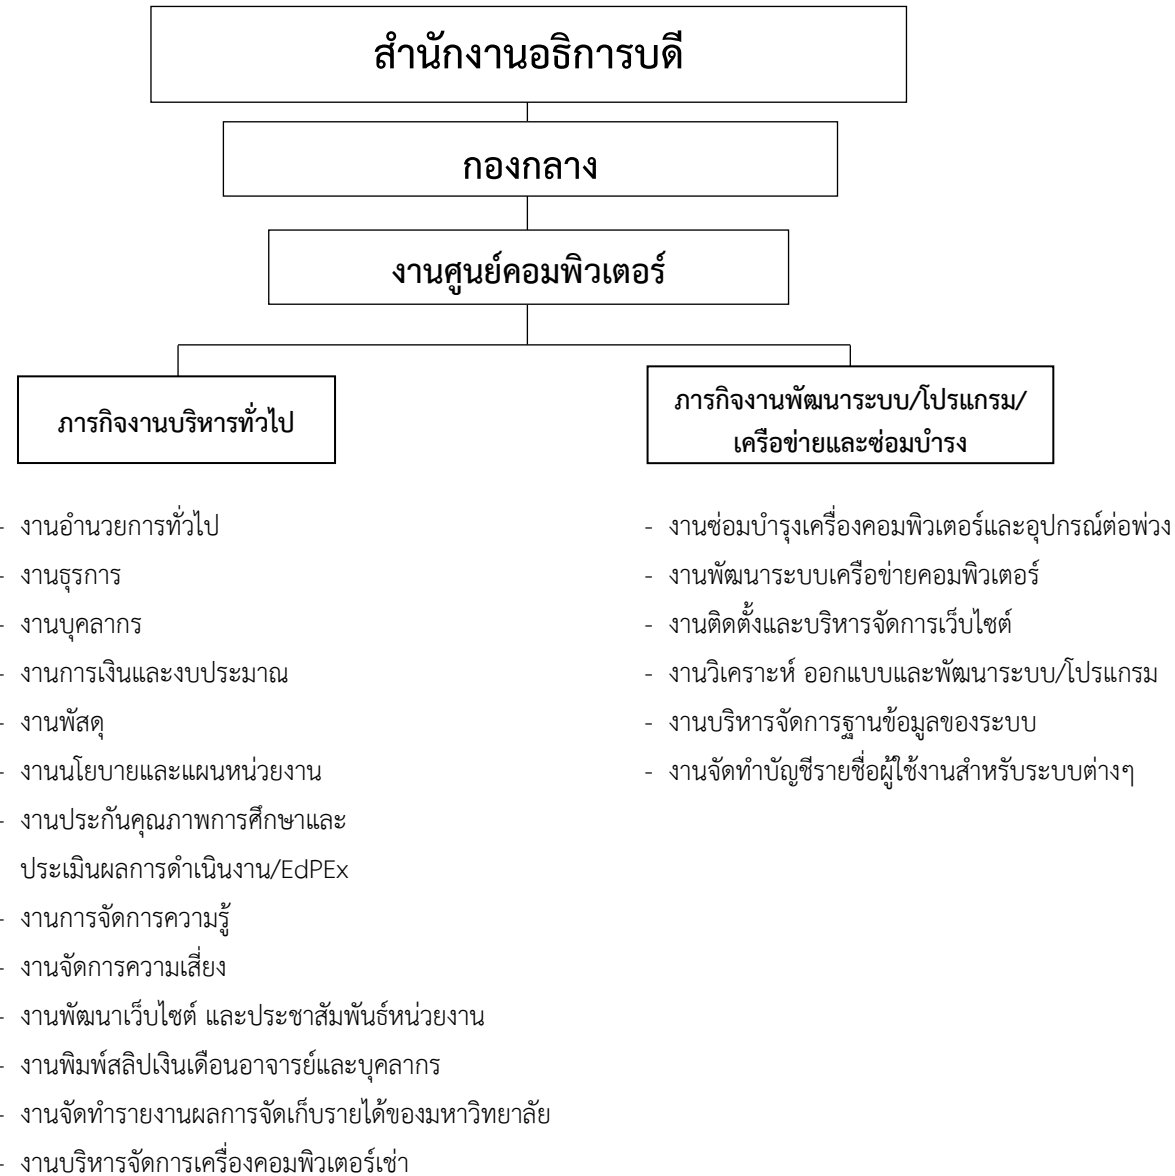 สำนักงานอธิการบดี
กองกลาง
งานศูนย์คอมพิวเตอร์
ภารกิจงานบริหารทั่วไป
ภารกิจงานพัฒนาระบบ/โปรแกรม/
เครือข่ายและซ่อมบำรง
- งานอำนวยการทั่วไป
- งานธุรการ
- งานบุคลากร
- งานการเงินและงบประมาณ
- งานพัสดุ
- งานนโยบายและแผนหน่วยงาน
- งานประกันคุณภาพการศึกษาและ
ประเมินผลการดำเนินงาน/EdPEx
- งานการจัดการความรู้
- งานจัดการความเสี่ยง
- งานพัฒนาเว็บไซต์ และประชาสัมพันธ์หน่วยงาน
- งานพิมพ์สลิปเงินเดือนอาจารย์และบุคลากร
- งานจัดทำรายงานผลการจัดเก็บรายได้ของมหาวิทยาลัย
- งานบริหารจัดการเครื่องคอมพิวเตอร์เช่า
- งานซ่อมบำรุงเครื่องคอมพิวเตอร์และอุปกรณ์ต่อพ่วง
- งานพัฒนาระบบเครือข่ายคอมพิวเตอร์
- งานติดตั้งและบริหารจัดการเว็บไซต์
- งานวิเคราะห์ ออกแบบและพัฒนาระบบ/โปรแกรม
- งานบริหารจัดการฐานข้อมูลของระบบ
- งานจัดทำบัญชีรายชื่อผู้ใช้งานสำหรับระบบต่างๆ